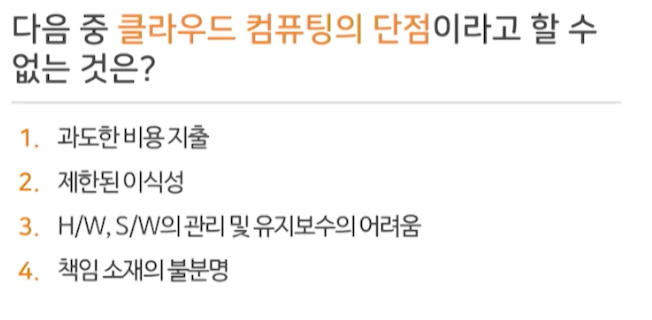 다음 중 클라우드 컴퓨팅의 단점이라고 할 수
없는 것은?
1. 과도한 비용 지출
2. 제한된 이식성
3. H/W, S/W의 관리 및 유지보수의 어려움
4. 책임 소재의 불분명